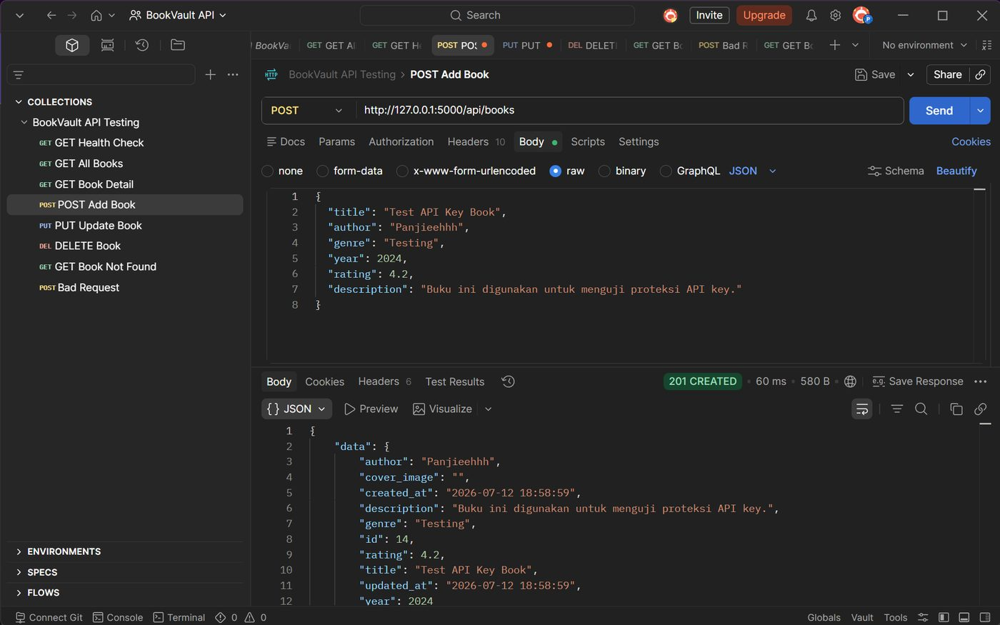 BookVault API
Search
Invite
Upgrade
BookVa
GET GET Al
GET GET He
POST POS
PUT PUT
DEL DELET
GET GET Bo
POST Bad R
GET GET Bo
No environment
HTTP BookVault API Testing > POST Add Book
Save
Share
COLLECTIONS
BookVault API Testing
GET GET Health Check
GET GET All Books
GET GET Book Detail
POST POST Add Book
PUT PUT Update Book
DEL DELETE Book
GET GET Book Not Found
POST Bad Request
ENVIRONMENTS
SPECS
FLOWS
POST http://127.0.0.1:5000/api/books
Send
Docs Params Authorization Headers 10 Body Scripts Settings
Cookies
none form-data x-www-form-urlencoded raw binary GraphQL JSON
Schema Beautify
1 {
2 "title": "Test API Key Book",
3 "author": "Panjieehhh",
4 "genre": "Testing",
5 "year": 2024,
6 "rating": 4.2,
7 "description": "Buku ini digunakan untuk menguji proteksi API key."
8 }
Body Cookies Headers 6 Test Results
201 CREATED • 60 ms • 580 B
e.g. Save Response
{} JSON Preview Visualize
1 {
2 "data": {
3 "author": "Panjieehhh",
4 "cover_image": "",
5 "created_at": "2026-07-12 18:58:59",
6 "description": "Buku ini digunakan untuk menguji proteksi API key.",
7 "genre": "Testing",
8 "id": 14,
9 "rating": 4.2,
10 "title": "Test API Key Book",
11 "updated_at": "2026-07-12 18:58:59",
12 "year": 2024
Connect Git Console Terminal 0 0
Globals Vault Tools